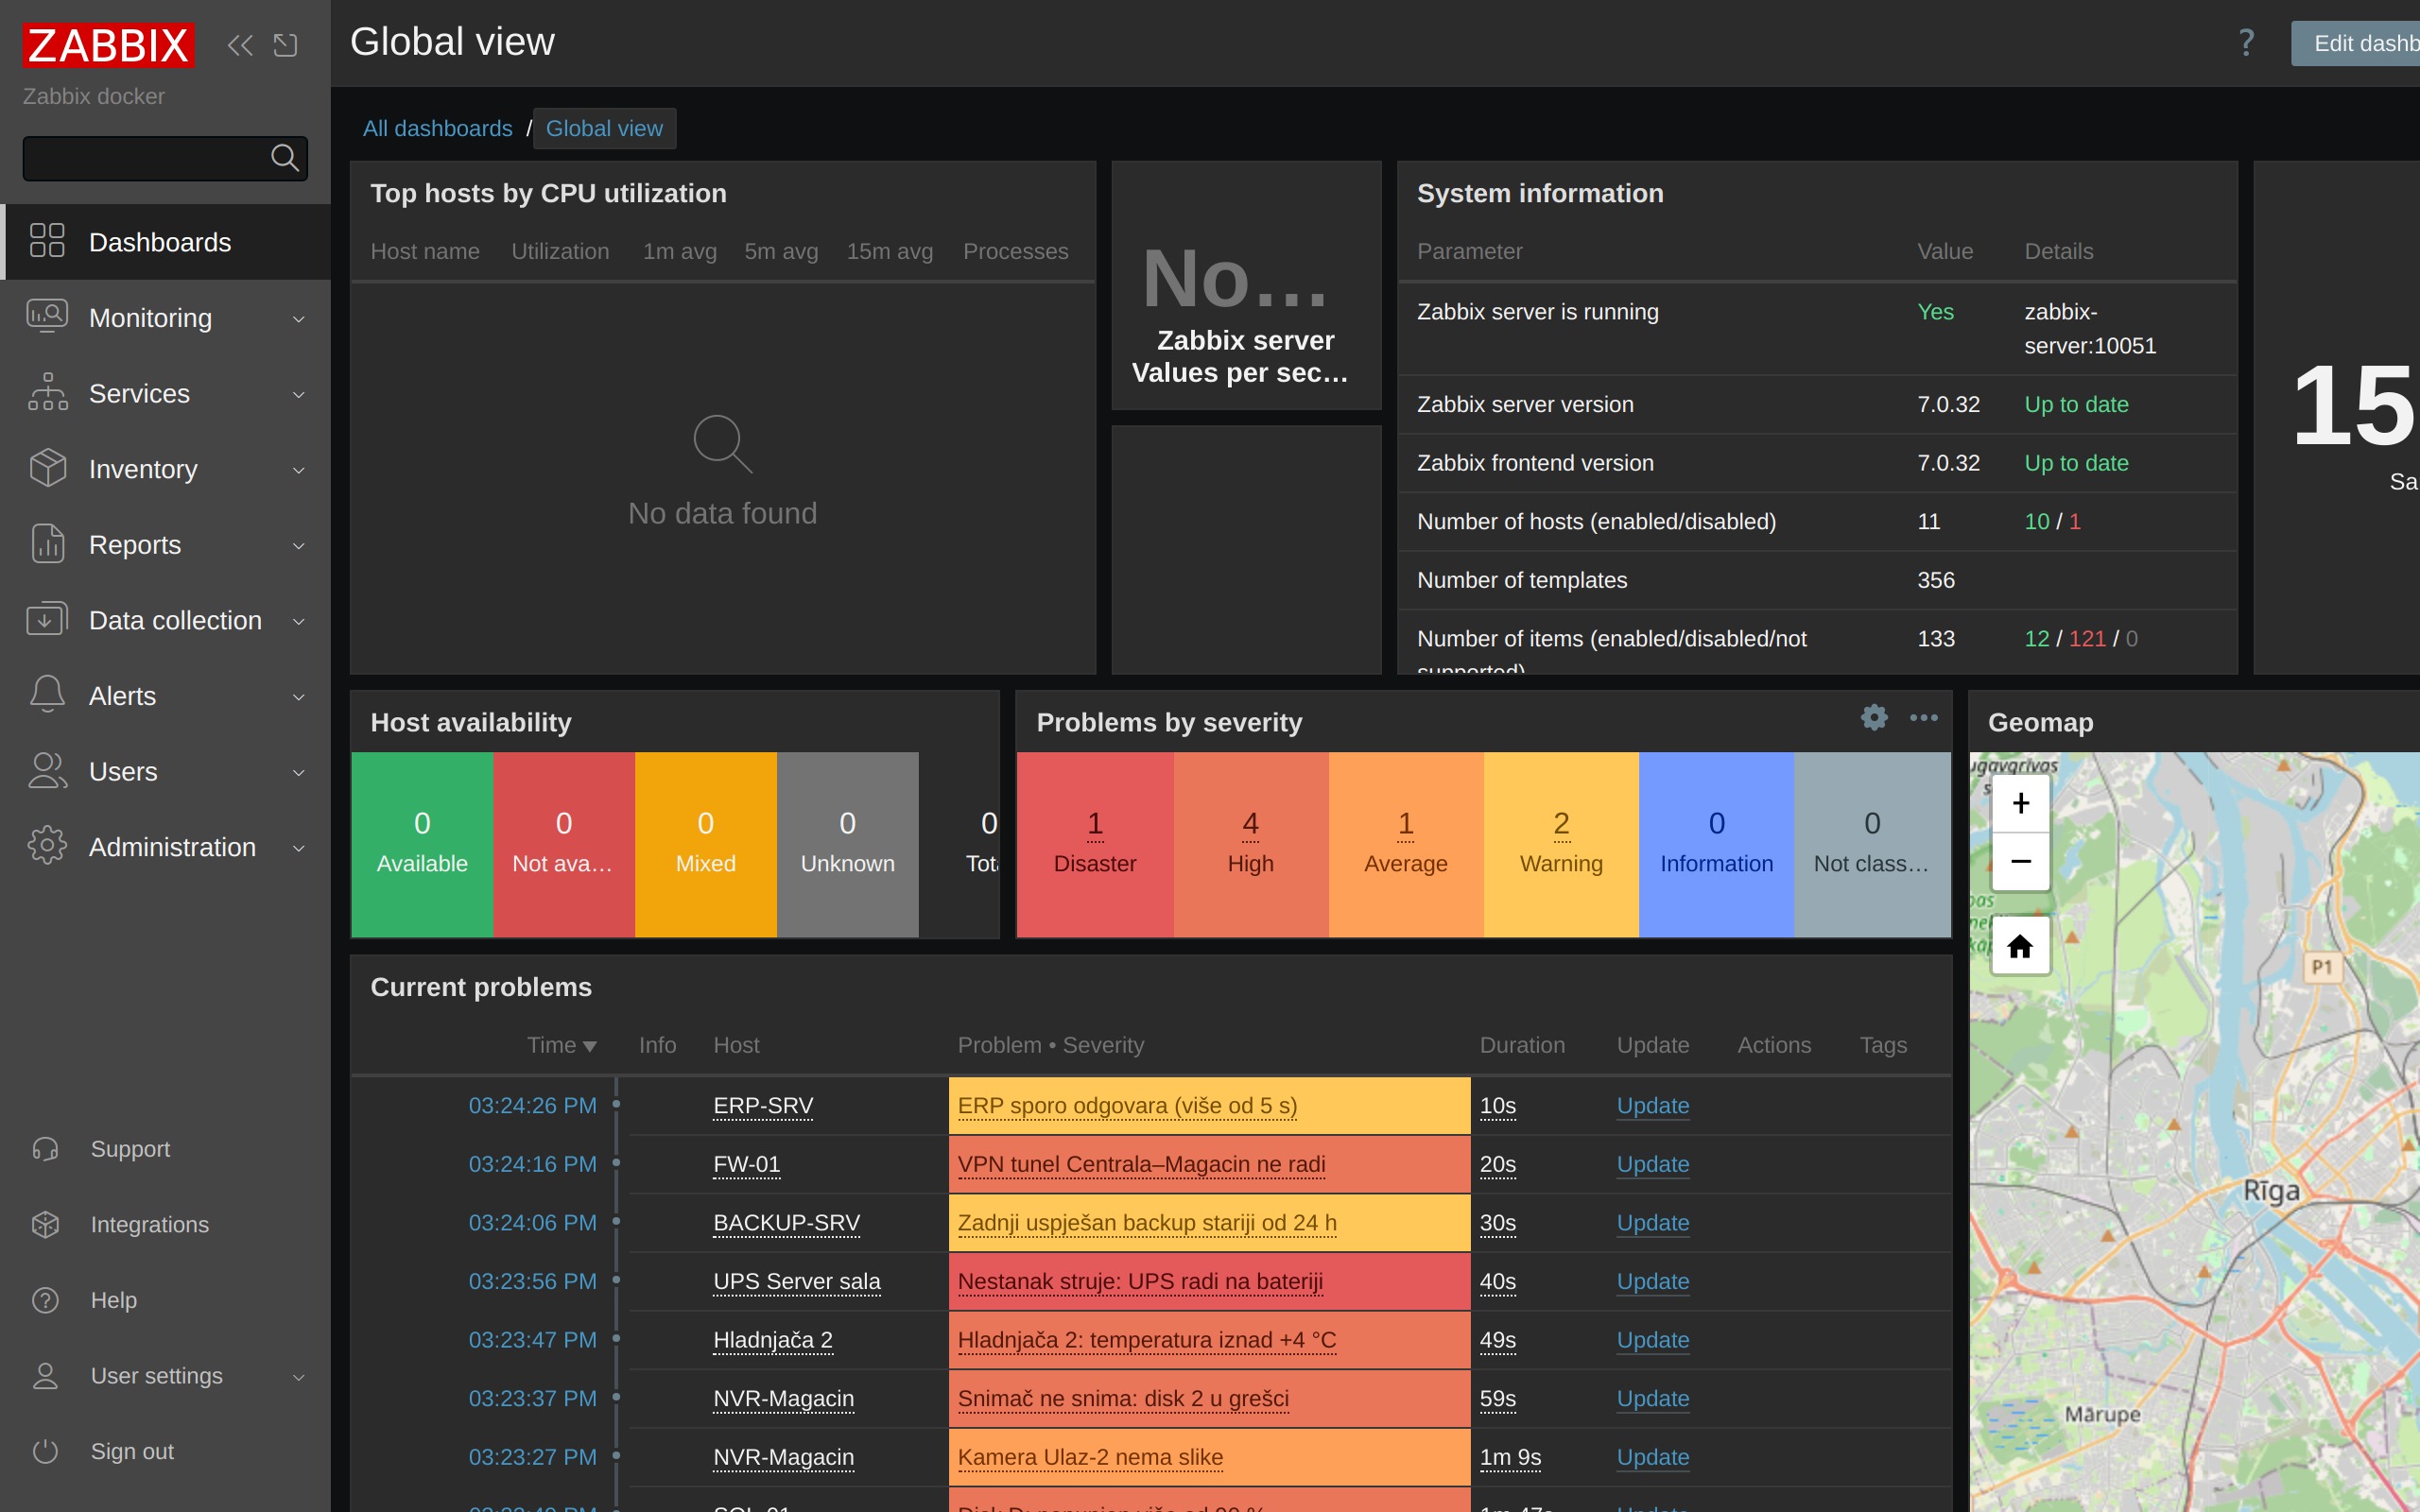 ZABBIX
Zabbix docker
Dashboards
Monitoring
Services
Inventory
Reports
Data collection
Alerts
Users
Administration
Support
Integrations
Help
User settings
Sign out
Global view
? Edit dashb
All dashboards / Global view
Top hosts by CPU utilization
Host name Utilization 1m avg 5m avg 15m avg Processes
No data found
No…
Zabbix server
Values per sec…
System information
Parameter Value Details
Zabbix server is running Yes zabbix-
server:10051
Zabbix server version 7.0.32 Up to date
Zabbix frontend version 7.0.32 Up to date
Number of hosts (enabled/disabled) 11 10 / 1
Number of templates 356
Number of items (enabled/disabled/not 133 12 / 121 / 0
supported)
15
Sa
Host availability
0 0 0 0 0
Available Not ava… Mixed Unknown Tot
Problems by severity
1 4 1 2 0 0
Disaster High Average Warning Information Not class…
Geomap
+
−
P1
Rīga
Mārupe
Current problems
Time Info Host Problem • Severity Duration Update Actions Tags
03:24:26 PM ERP-SRV ERP sporo odgovara (više od 5 s) 10s Update
03:24:16 PM FW-01 VPN tunel Centrala–Magacin ne radi 20s Update
03:24:06 PM BACKUP-SRV Zadnji uspješan backup stariji od 24 h 30s Update
03:23:56 PM UPS Server sala Nestanak struje: UPS radi na bateriji 40s Update
03:23:47 PM Hladnjača 2 Hladnjača 2: temperatura iznad +4 °C 49s Update
03:23:37 PM NVR-Magacin Snimač ne snima: disk 2 u grešci 59s Update
03:23:27 PM NVR-Magacin Kamera Ulaz-2 nema slike 1m 9s Update